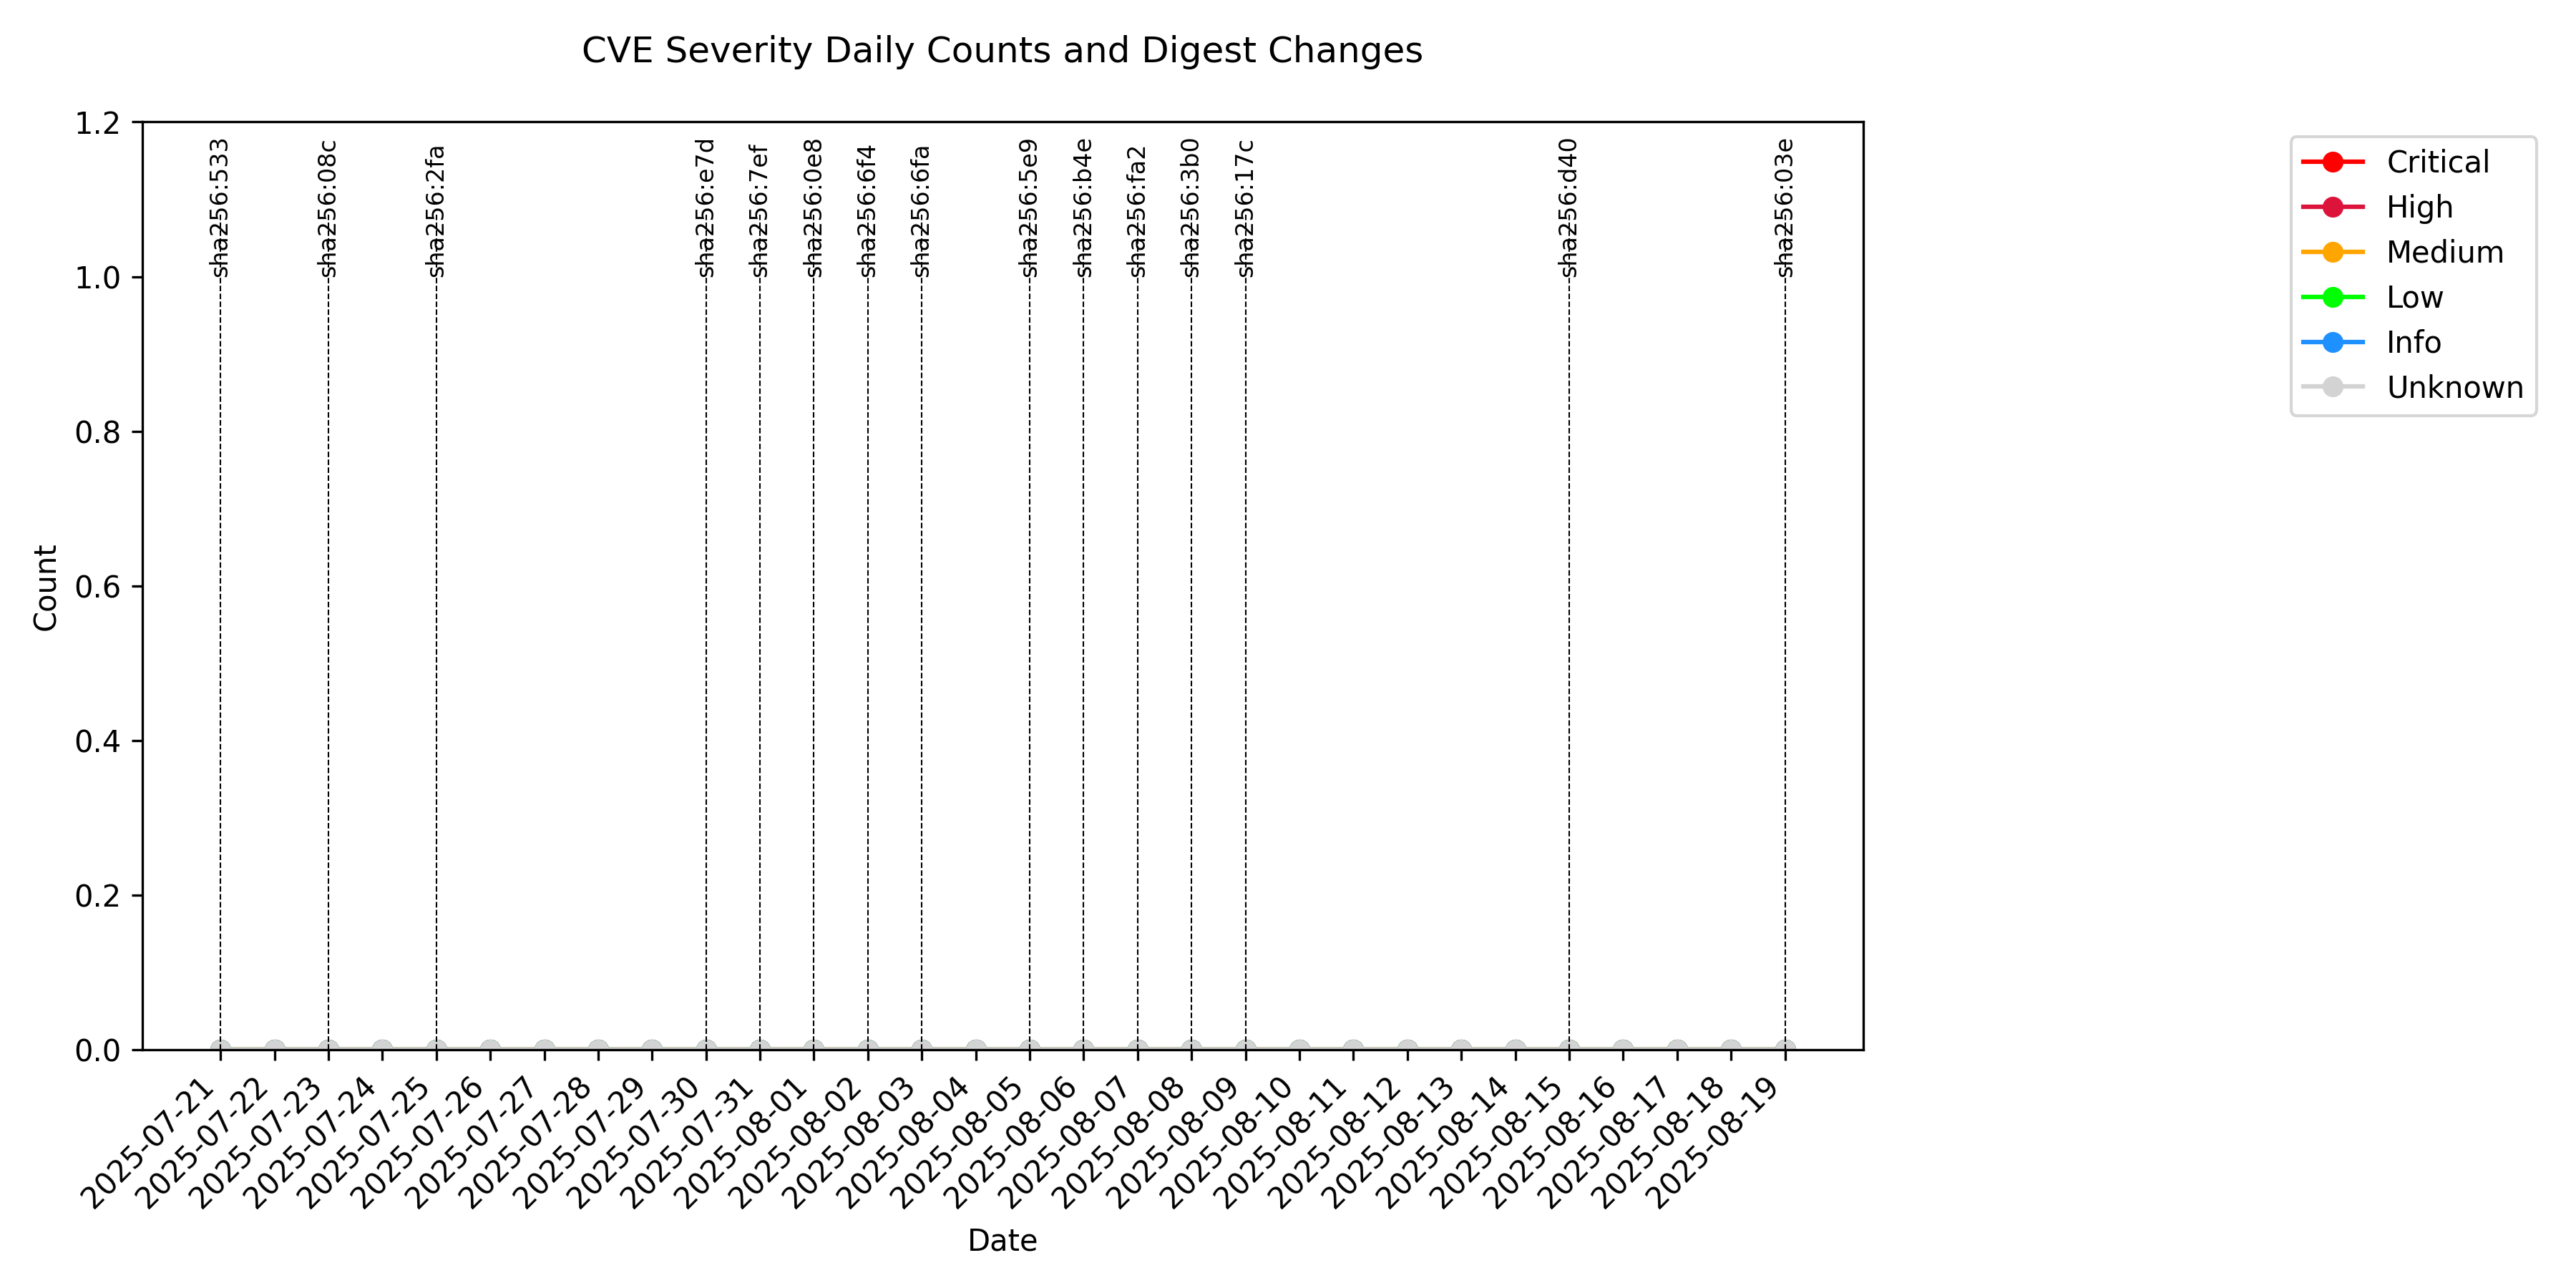 CVE Severity Daily Counts and Digest Changes
1.2
1.0
0.8
0.6
0.4
0.2
0.0
Count
sha256:533
sha256:08c
sha256:2fa
sha256:e7d
sha256:7ef
sha256:0e8
sha256:6f4
sha256:6fa
sha256:5e9
sha256:b4e
sha256:fa2
sha256:3b0
sha256:17c
sha256:d40
sha256:03e
Critical
High
Medium
Low
Info
Unknown
2025-07-21
2025-07-22
2025-07-23
2025-07-24
2025-07-25
2025-07-26
2025-07-27
2025-07-28
2025-07-29
2025-07-30
2025-07-31
2025-08-01
2025-08-02
2025-08-03
2025-08-04
2025-08-05
2025-08-06
2025-08-07
2025-08-08
2025-08-09
2025-08-10
2025-08-11
2025-08-12
2025-08-13
2025-08-14
2025-08-15
2025-08-16
2025-08-17
2025-08-18
2025-08-19
Date